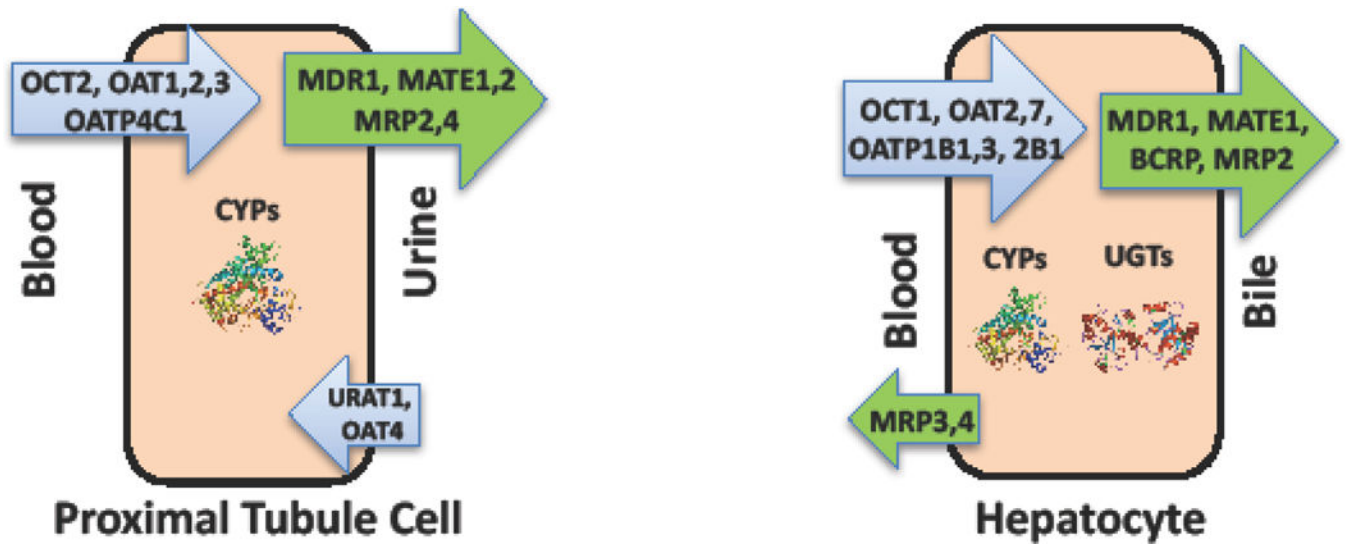 OCT2, OAT1,2,3
OATP4C1
MDR1, MATE1,2
MRP2,4
Blood
CYPs
Urine
URAT1,
OAT4
Proximal Tubule Cell
OCT1, OAT2,7,
OATP1B1,3, 2B1
MDR1, MATE1,
BCRP, MRP2
Blood
CYPs
UGTs
Bile
MRP3,4
Hepatocyte